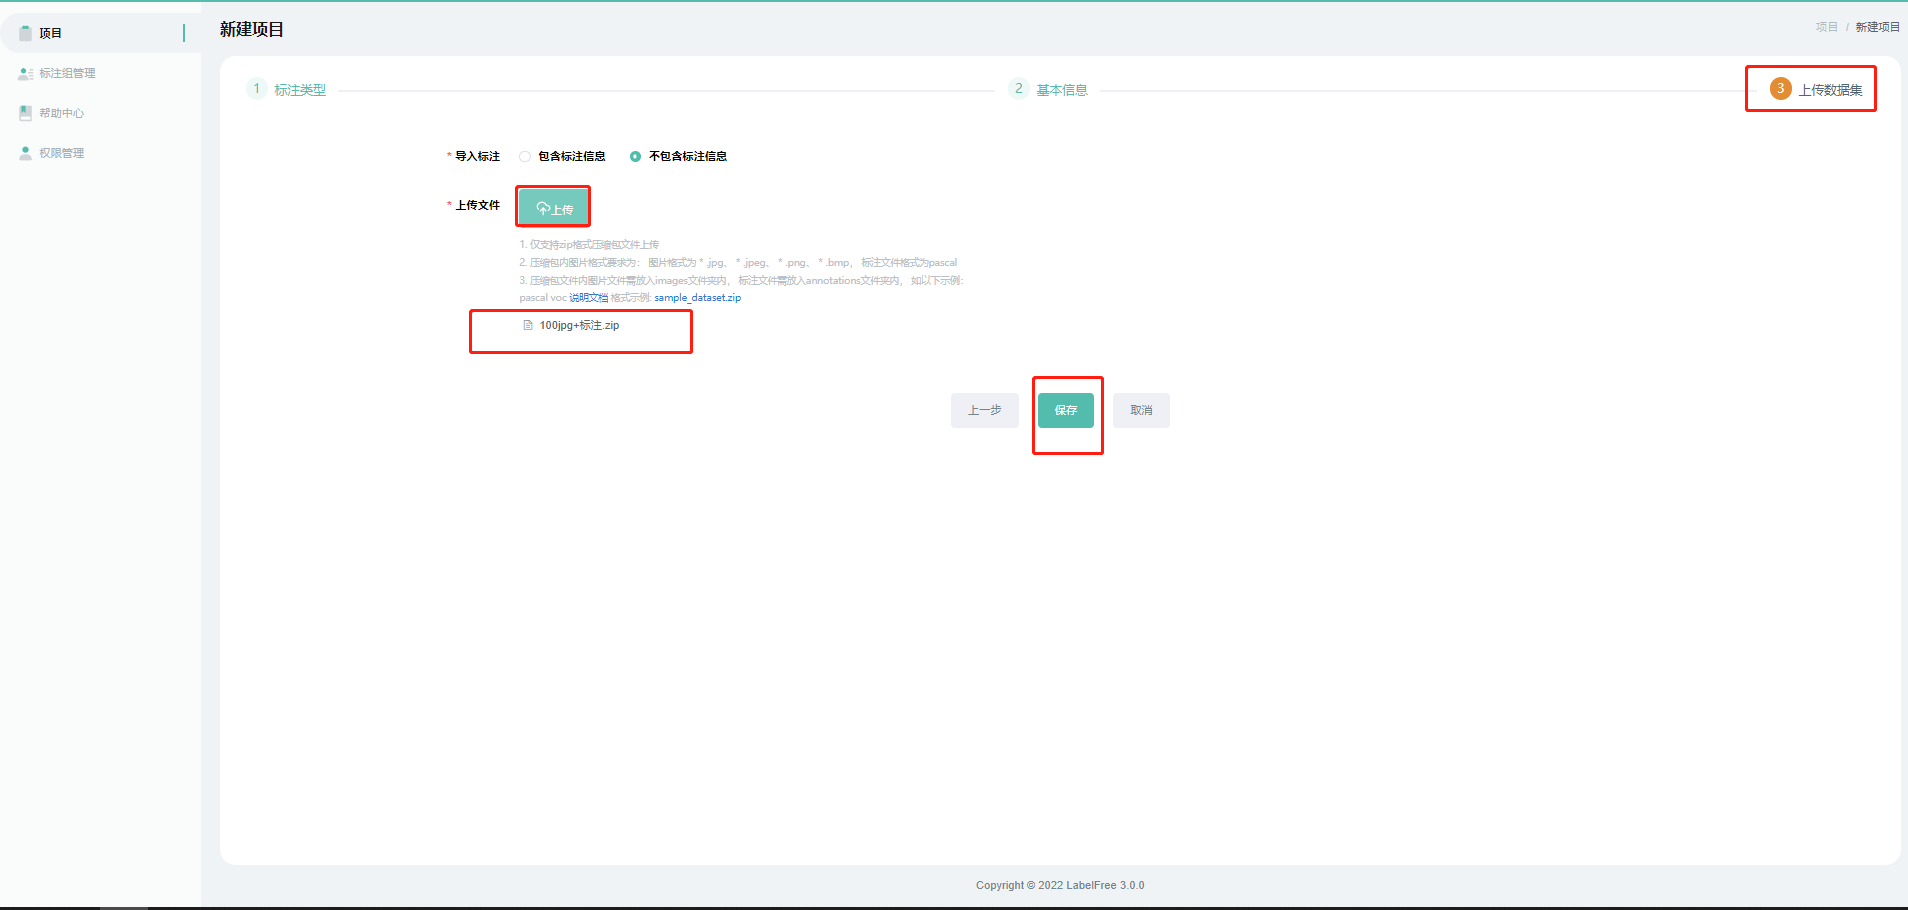 项目
标注组管理
帮助中心
权限管理
新建项目
项目 / 新建项目
1 标注类型
2 基本信息
3 上传数据集
* 导入标注 包含标注信息 不包含标注信息
* 上传文件 上传
1. 仅支持zip格式压缩包文件上传
2. 压缩包内图片格式要求为： 图片格式为 * .jpg、 * .jpeg、 * .png、 * .bmp， 标注文件格式为pascal
3. 压缩包文件内图片文件需放入images文件夹内， 标注文件需放入annotations文件夹内， 如以下示例：
pascal voc 说明文档 格式示例: sample_dataset.zip
100jpg+标注.zip
上一步 保存 取消
Copyright © 2022 LabelFree 3.0.0